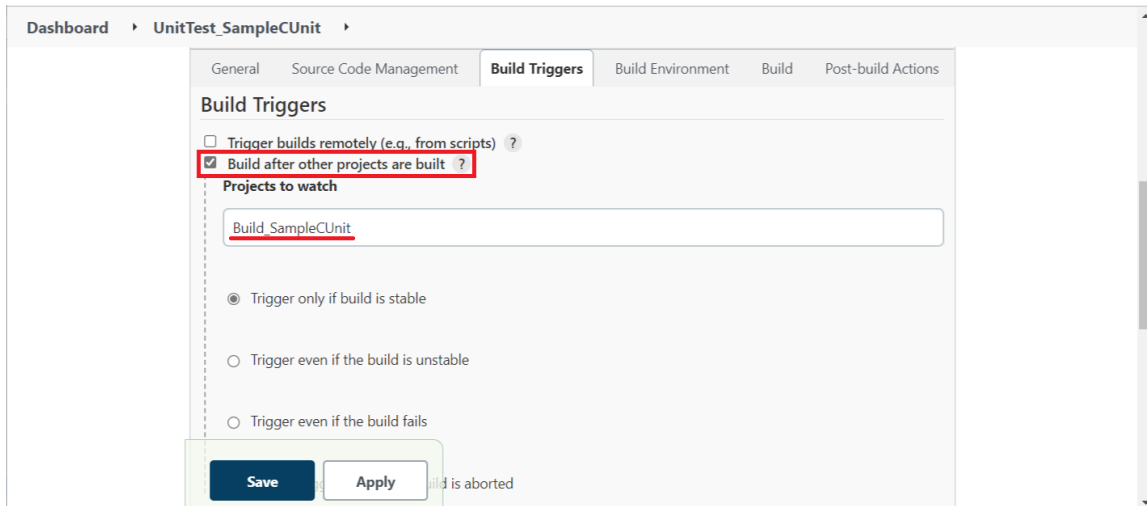 Dashboard UnitTest_SampleCUnit
General Source Code Management Build Triggers Build Environment Build Post-build Actions
Build Triggers
Trigger builds remotely (e.g., from scripts) ?
Build after other projects are built ?
Projects to watch
Build_SampleCUnit
Trigger only if build is stable
Trigger even if the build is unstable
Trigger even if the build fails
Save Apply is aborted